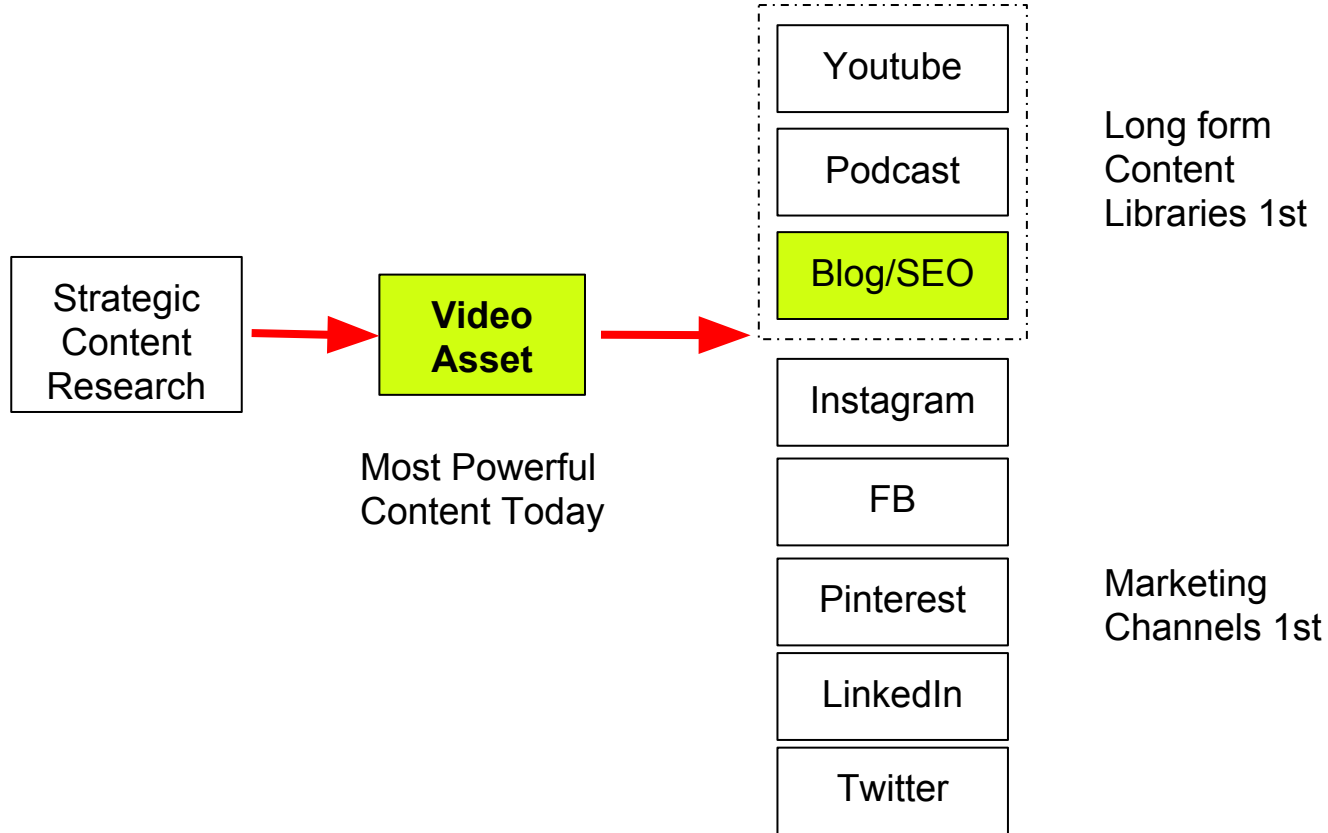 Strategic
Content
Research
Video
Asset
Most Powerful
Content Today
Youtube
Podcast
Blog/SEO
Long form
Content
Libraries 1st
Instagram
FB
Pinterest
LinkedIn
Twitter
Marketing
Channels 1st